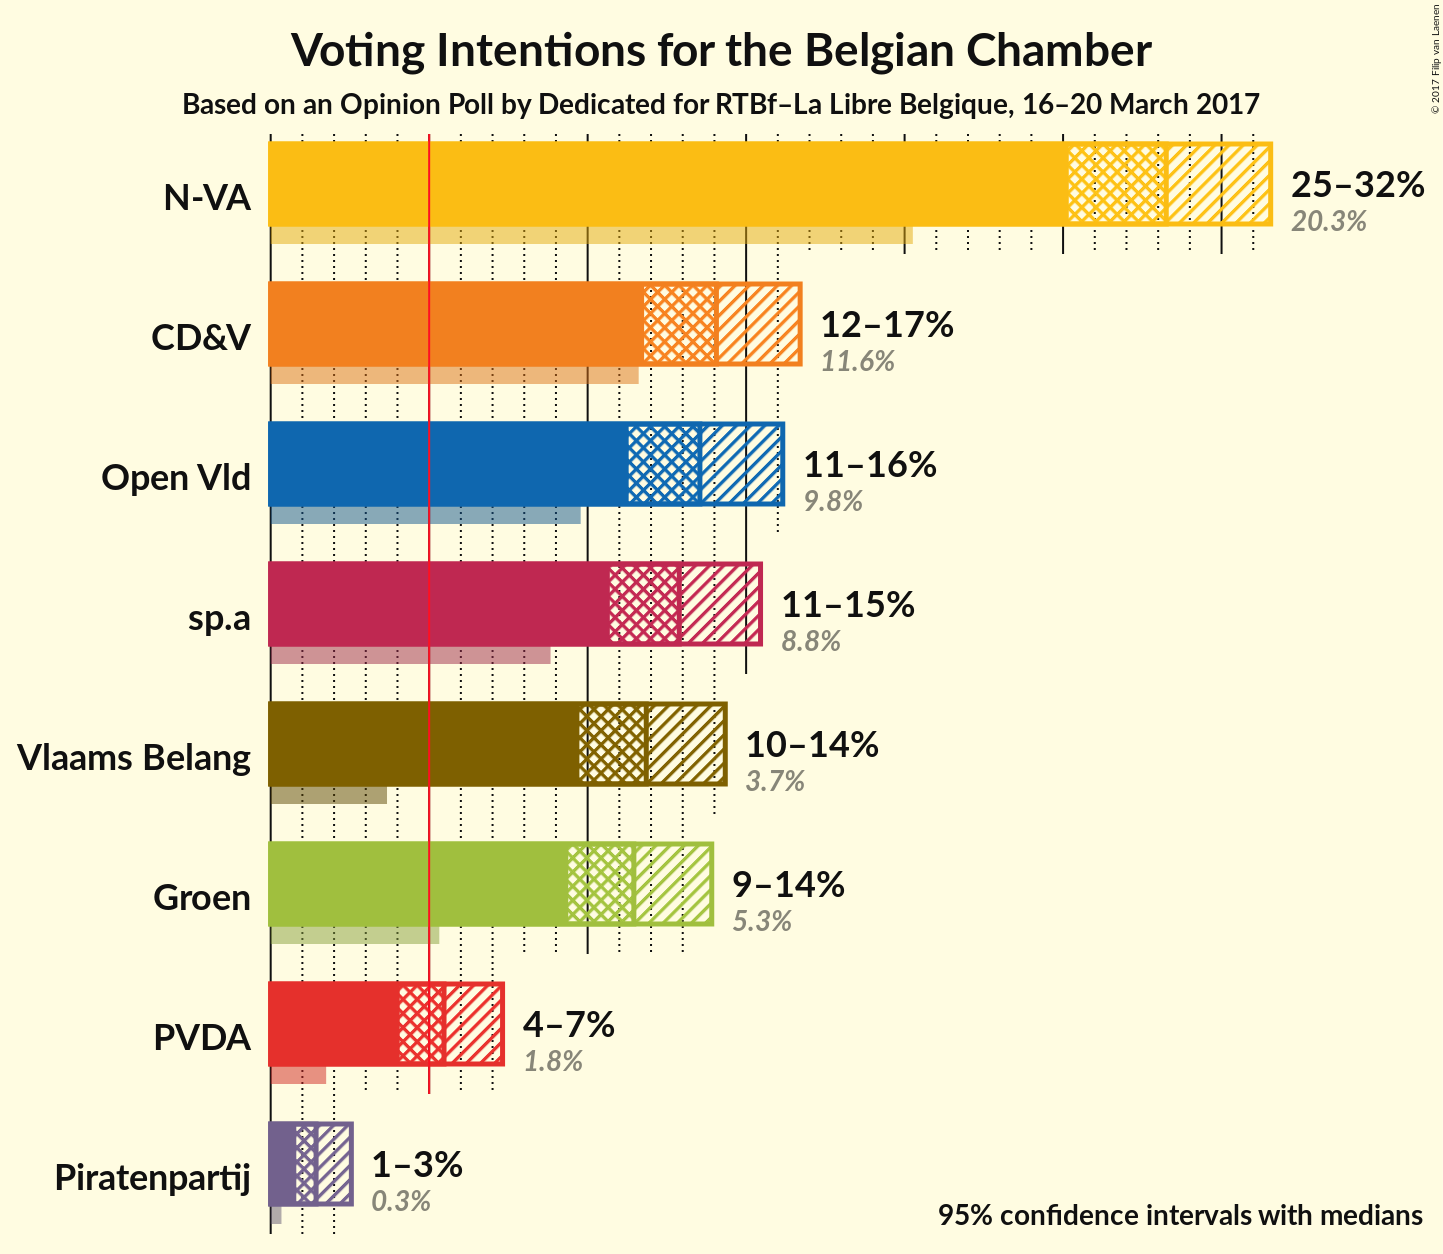 Voting Intentions for the Belgian Chamber
Based on an Opinion Poll by Dedicated for RTBf–La Libre Belgique, 16–20 March 2017
© 2017 Filip van Laenen
N-VA
25–32%
20.3%
CD&V
12–17%
11.6%
Open Vld
11–16%
9.8%
sp.a
11–15%
8.8%
Vlaams Belang
10–14%
3.7%
Groen
9–14%
5.3%
PVDA
4–7%
1.8%
Piratenpartij
1–3%
0.3%
95% confidence intervals with medians